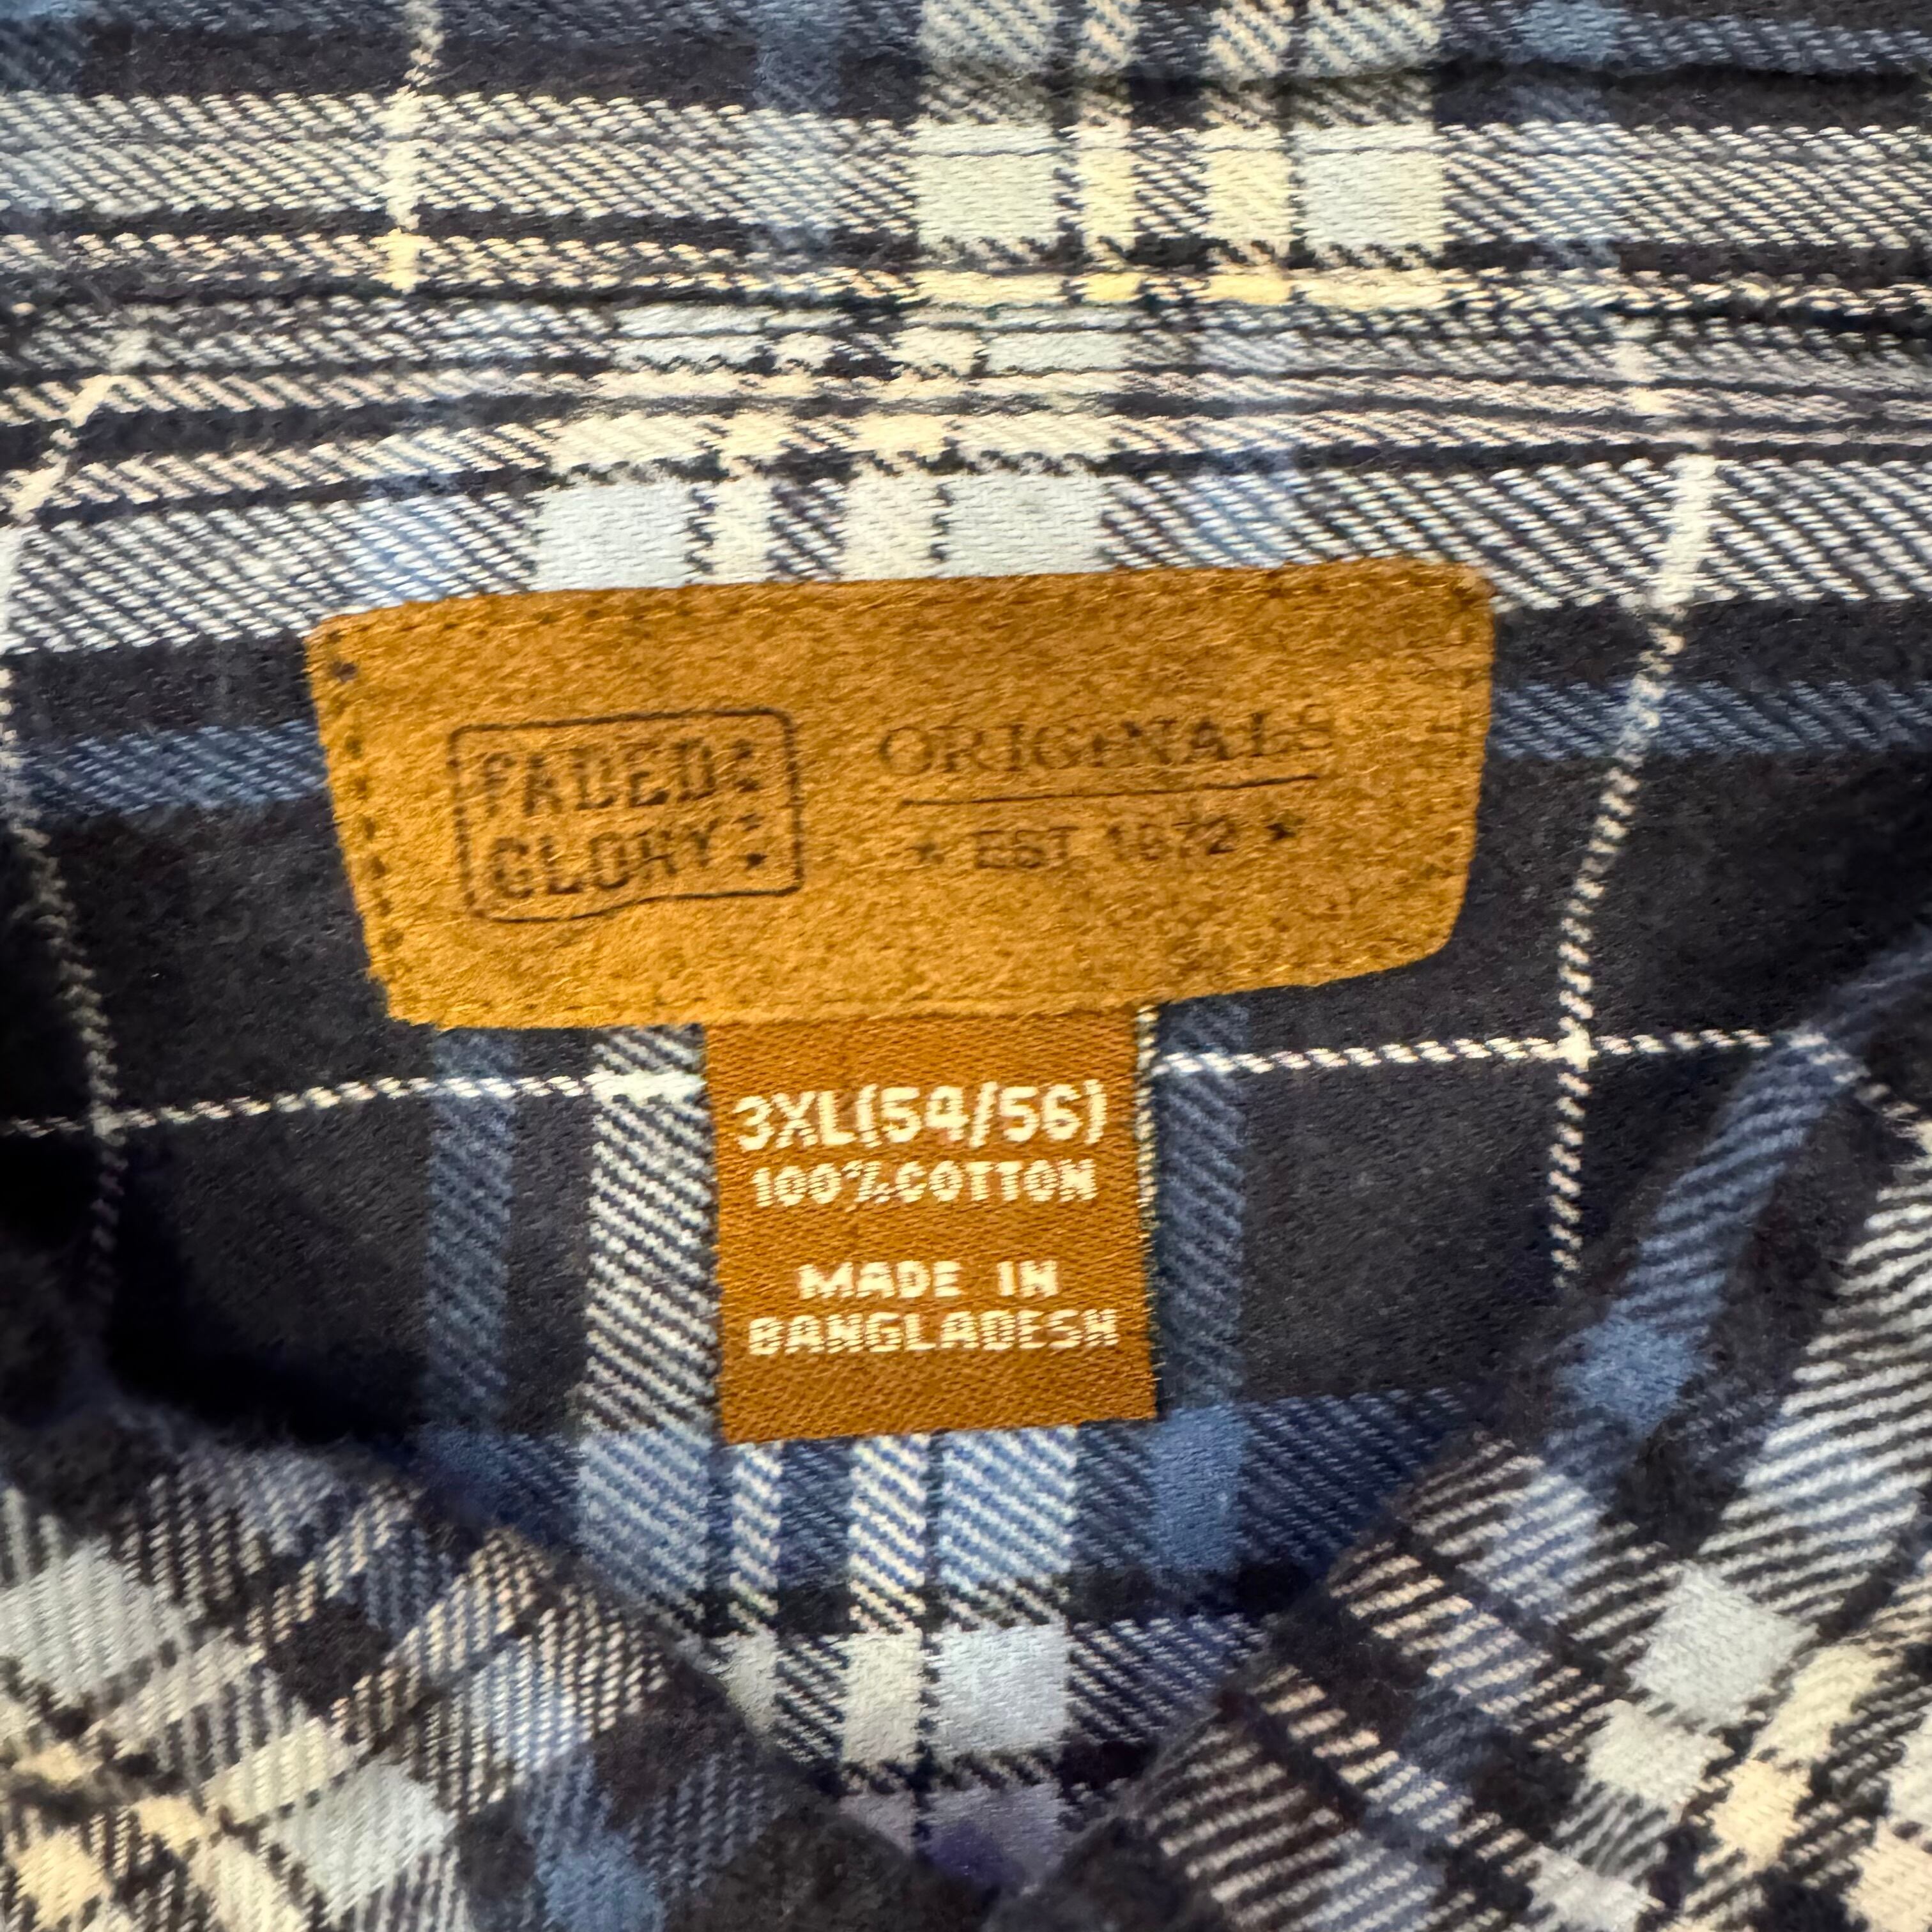 FADED
GLORY
ORIGINALS
★ EST. 1972 ★
3XL(54/56)
100%COTTON
MADE IN
BANGLADESH